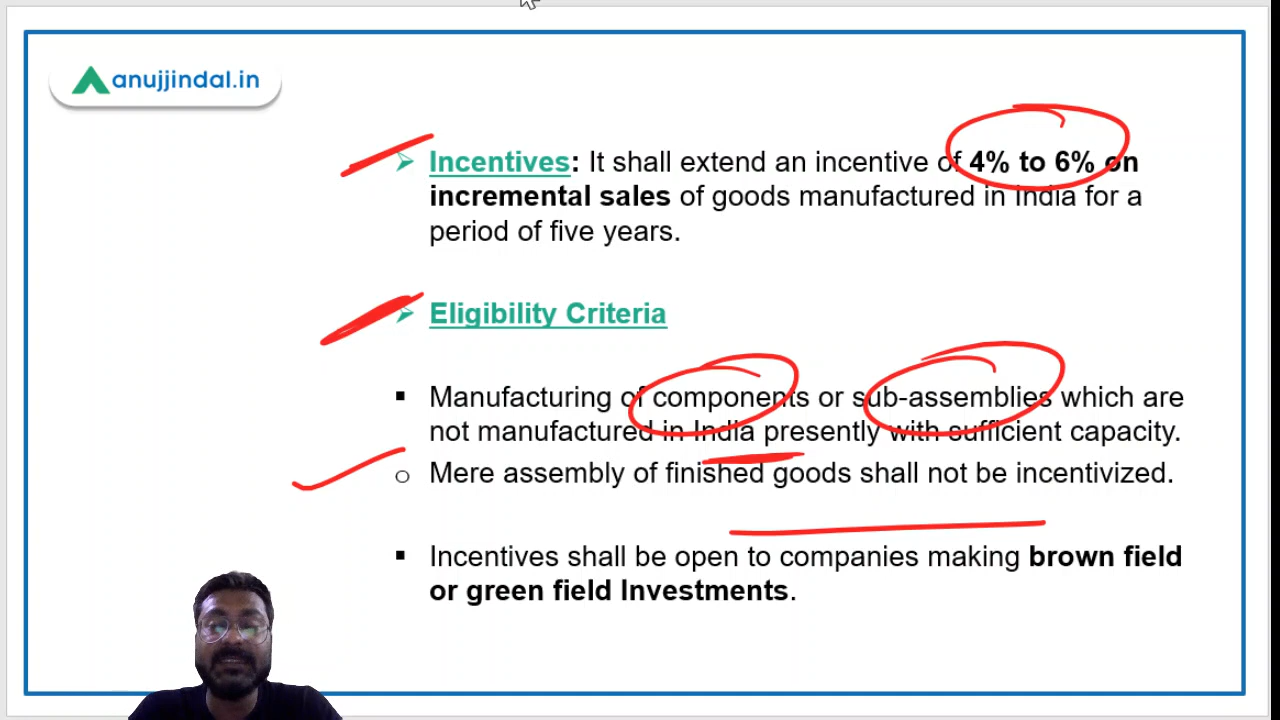 anujjindal.in
Incentives: It shall extend an incentive of 4% to 6% on
incremental sales of goods manufactured in India for a
period of five years.
Eligibility Criteria
Manufacturing of components or sub-assemblies which are
not manufactured in India presently with sufficient capacity.
Mere assembly of finished goods shall not be incentivized.
Incentives shall be open to companies making brown field
or green field Investments.